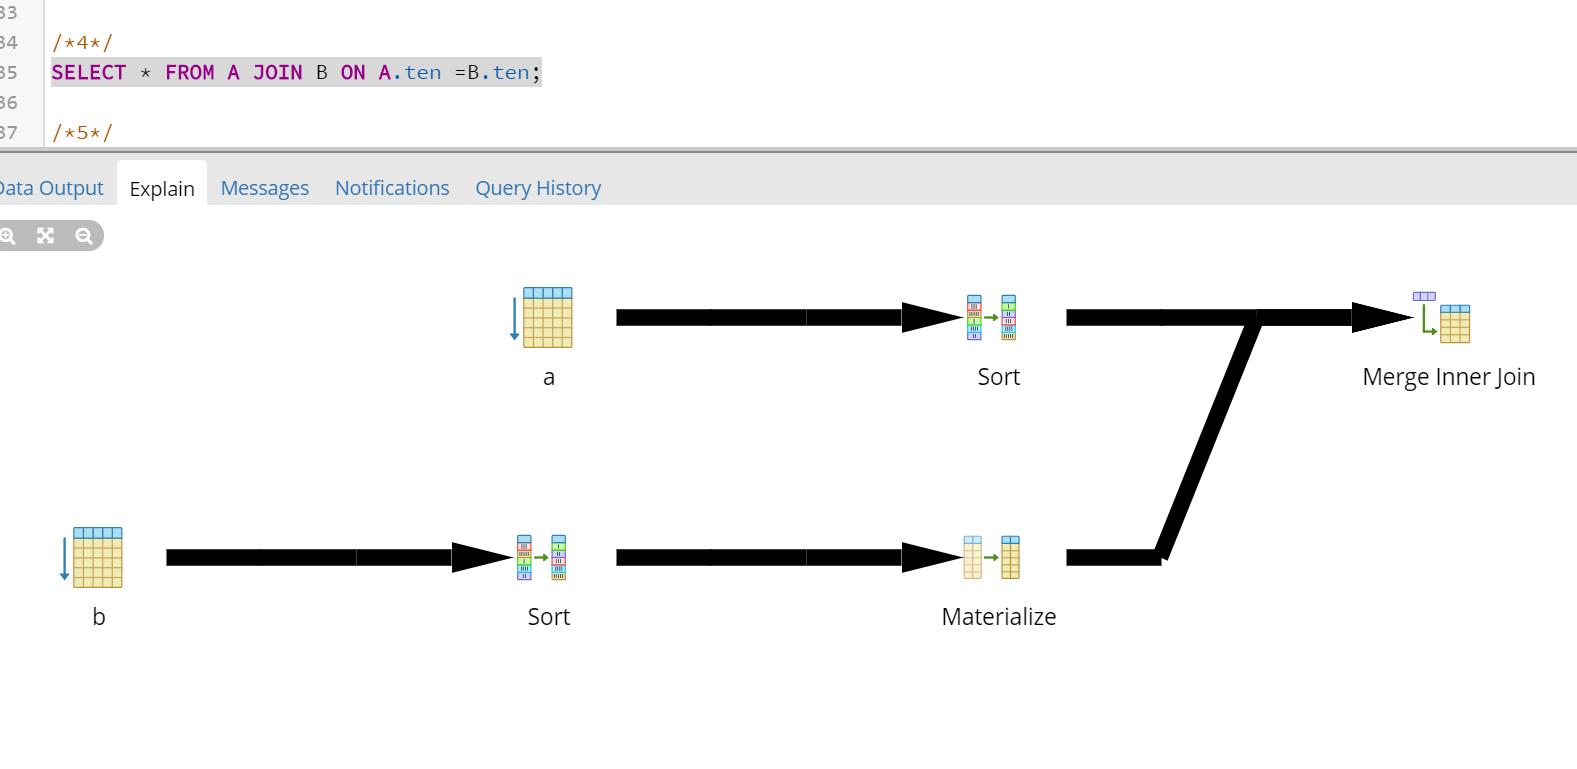 33
34 /*4*/
35 SELECT * FROM A JOIN B ON A.ten =B.ten;
36
37 /*5*/
Data Output Explain Messages Notifications Query History
a Sort Merge Inner Join
b Sort Materialize